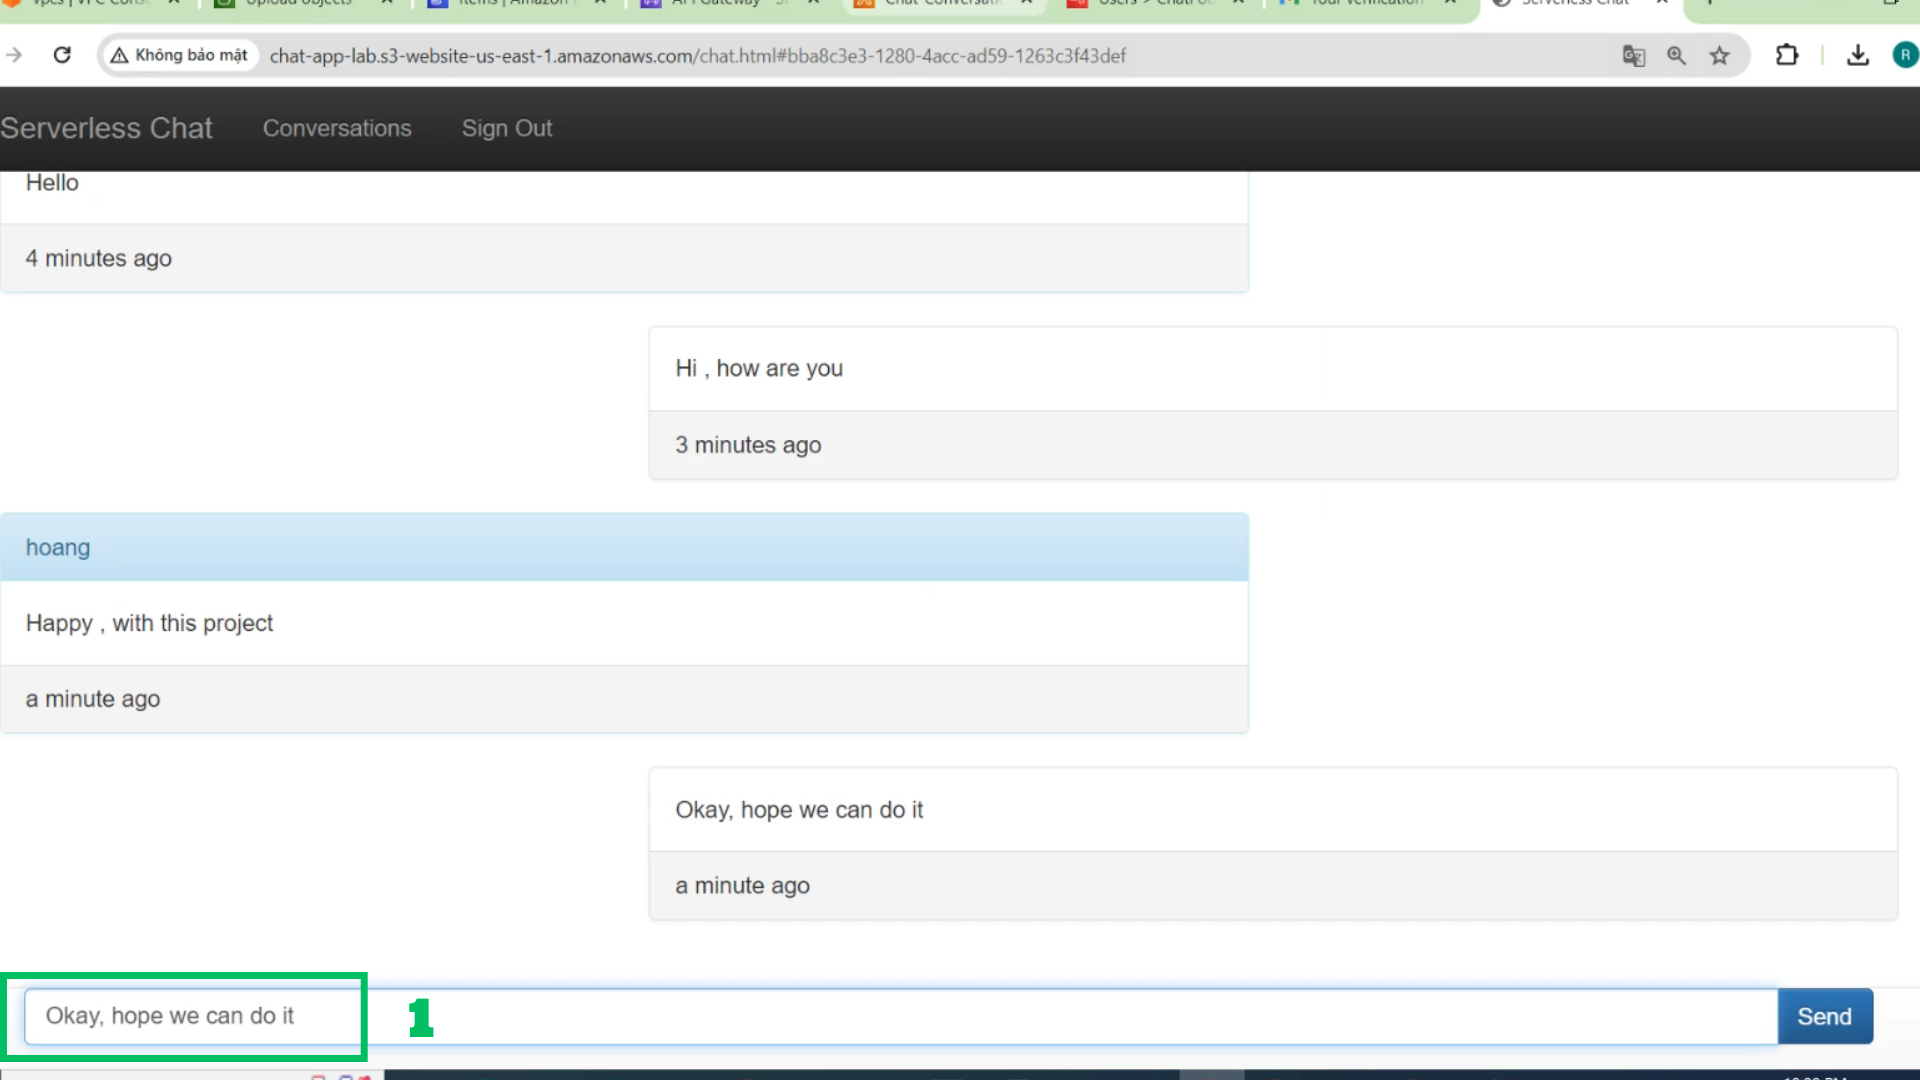 Upload objects
Không bảo mật
chat-app-lab.s3-website-us-east-1.amazonaws.com/chat.html#bba8c3e3-1280-4acc-ad59-1263c3f43def
R
Serverless Chat Conversations Sign Out
Hello
4 minutes ago
Hi , how are you
3 minutes ago
hoang
Happy , with this project
a minute ago
Okay, hope we can do it
a minute ago
Okay, hope we can do it
1
Send